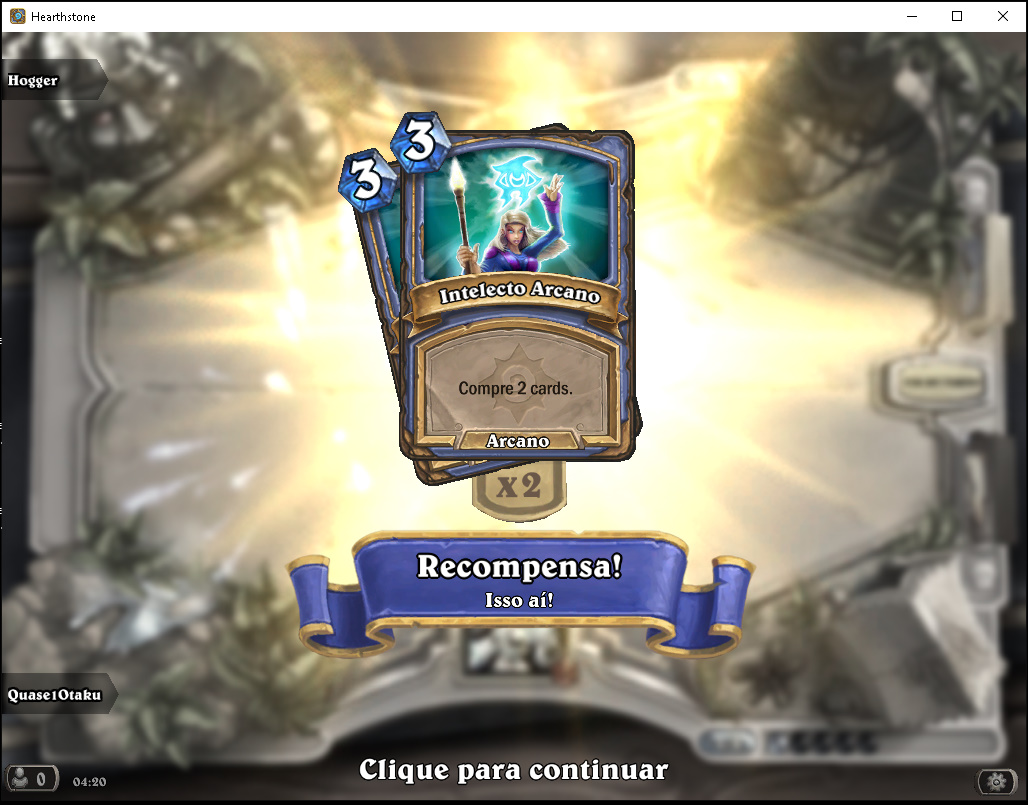 Hearthstone
Hogger
3
3
Intelecto Arcano
Compre 2 cards.
Arcano
x2
Recompensa!
Isso aí!
Quase1Otaku
Clique para continuar
0
04:20